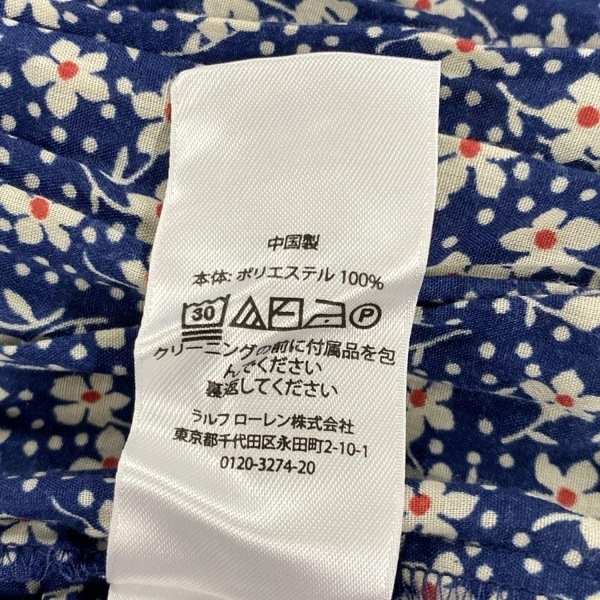 中国製
本体: ポリエステル 100%
30 P
クリーニングの前に付属品を包
んでください
裏返してください
ラルフ ローレン株式会社
東京都千代田区永田町2-10-1
0120-3274-20